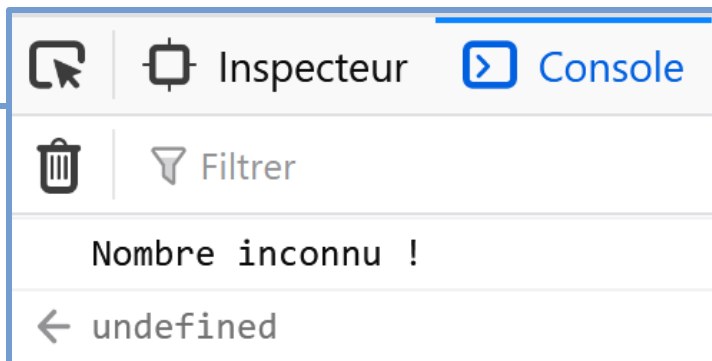 Inspecteur Console
Filtrer
Nombre inconnu !
undefined